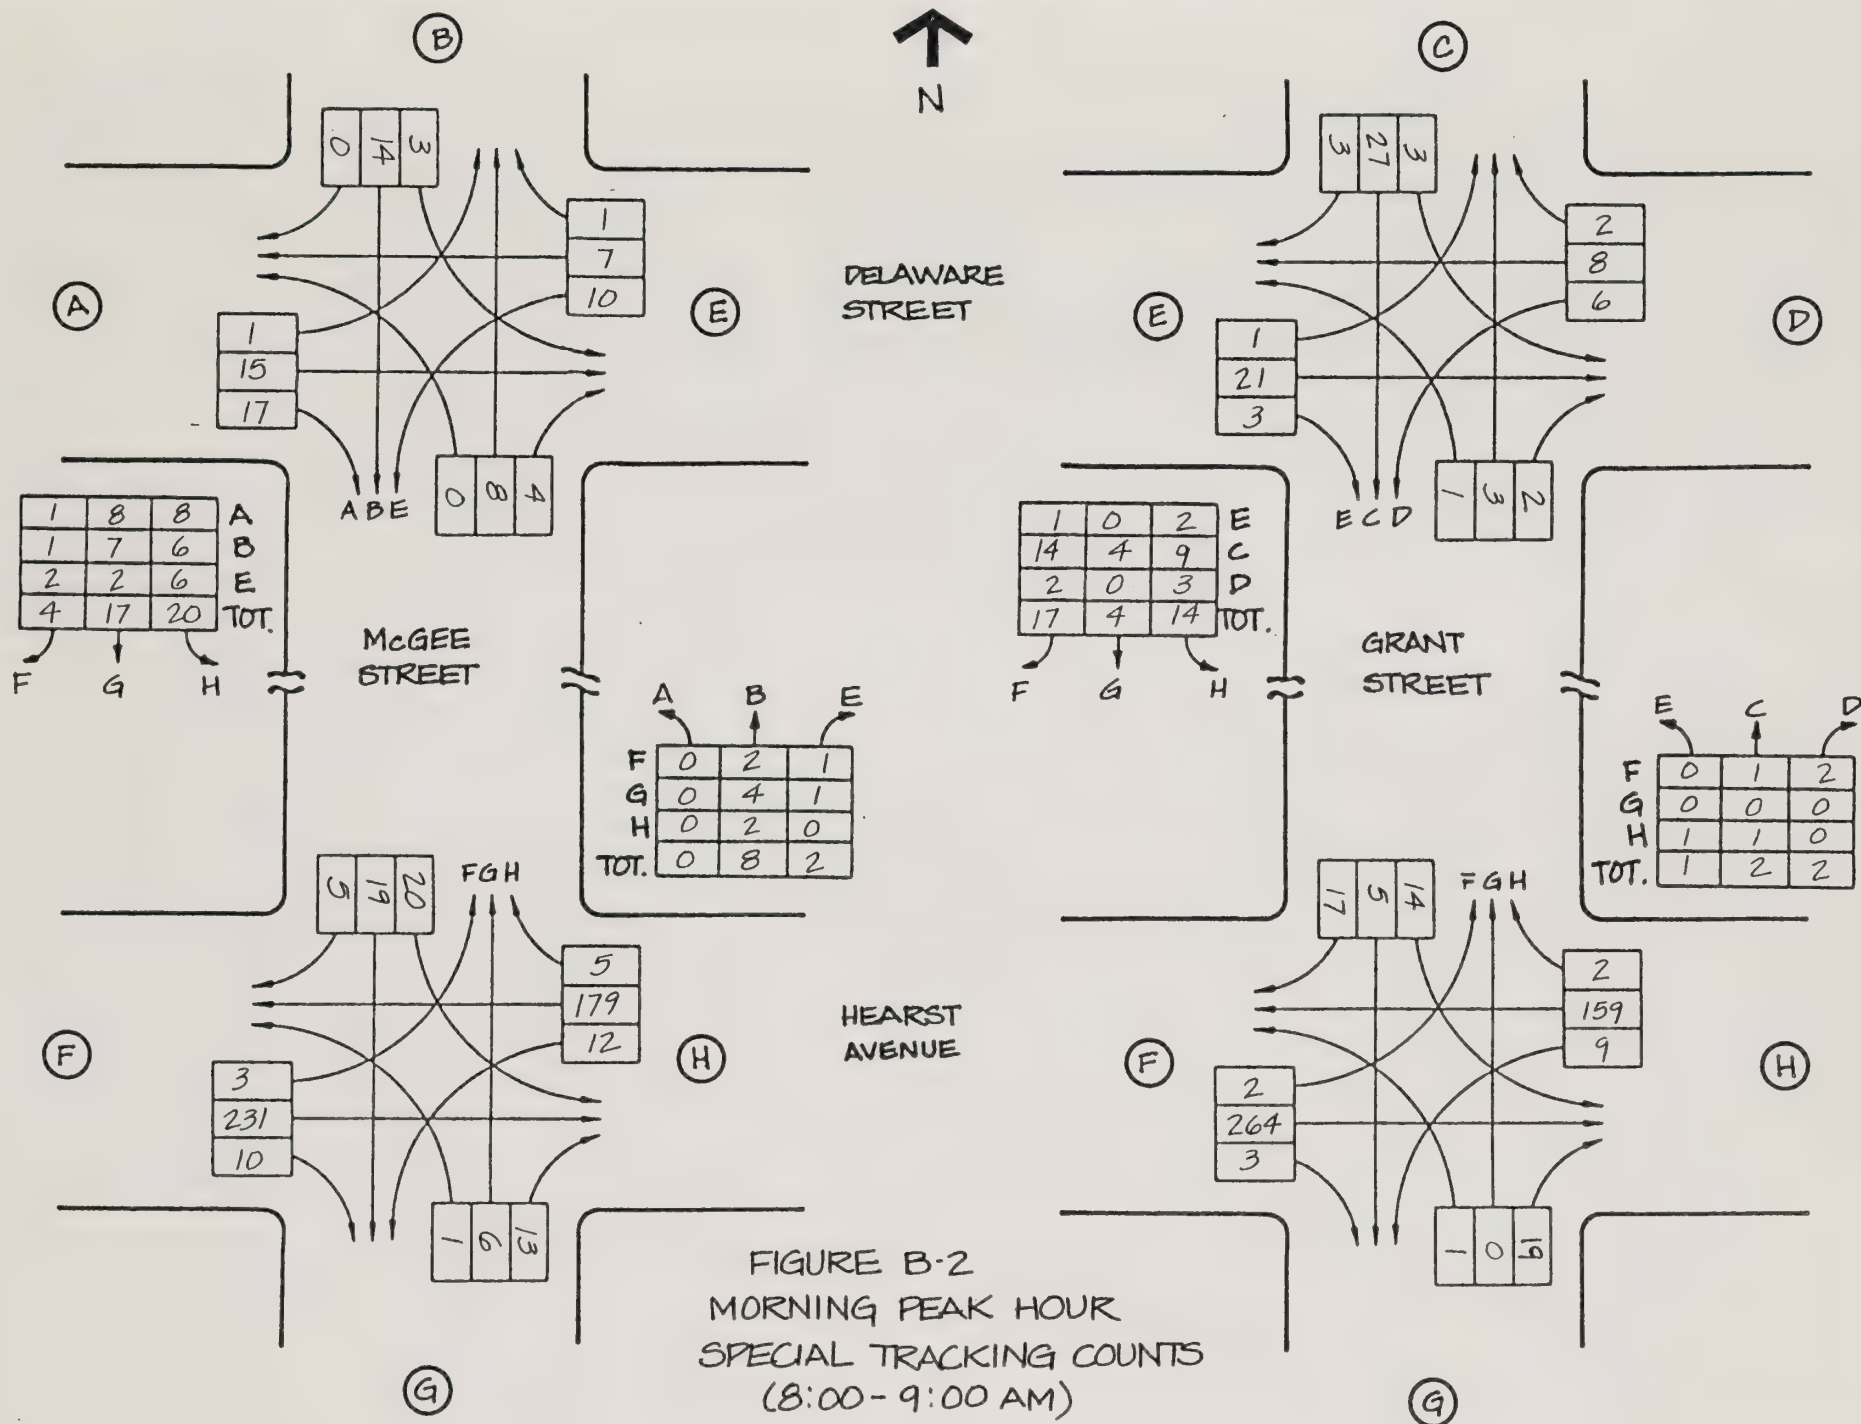 B
C
N
0 14 3
3 27 3
1
7
10
2
8
6
A
E
DELAWARE
STREET
E
D
1
15
17
1
21
3
A B E
0 8 4
E C D
1 3 2
1 8 8 A
1 7 6 B
2 2 6 E
4 17 20 TOT.
F G H
1 0 2 E
14 4 9 C
2 0 3 D
17 4 14 TOT.
F G H
McGEE
STREET
GRANT
STREET
A B E
F 0 2 1
G 0 4 1
H 0 2 0
TOT. 0 8 2
E C D
F 0 1 2
G 0 0 0
H 1 1 0
TOT. 1 2 2
5 19 20
F G H
17 5 14
F G H
5
179
12
2
159
9
HEARST
AVENUE
F
H
F
H
3
231
10
2
264
3
1 6 13
1 0 19
FIGURE B-2
MORNING PEAK HOUR
SPECIAL TRACKING COUNTS
(8:00-9:00 AM)
G
G